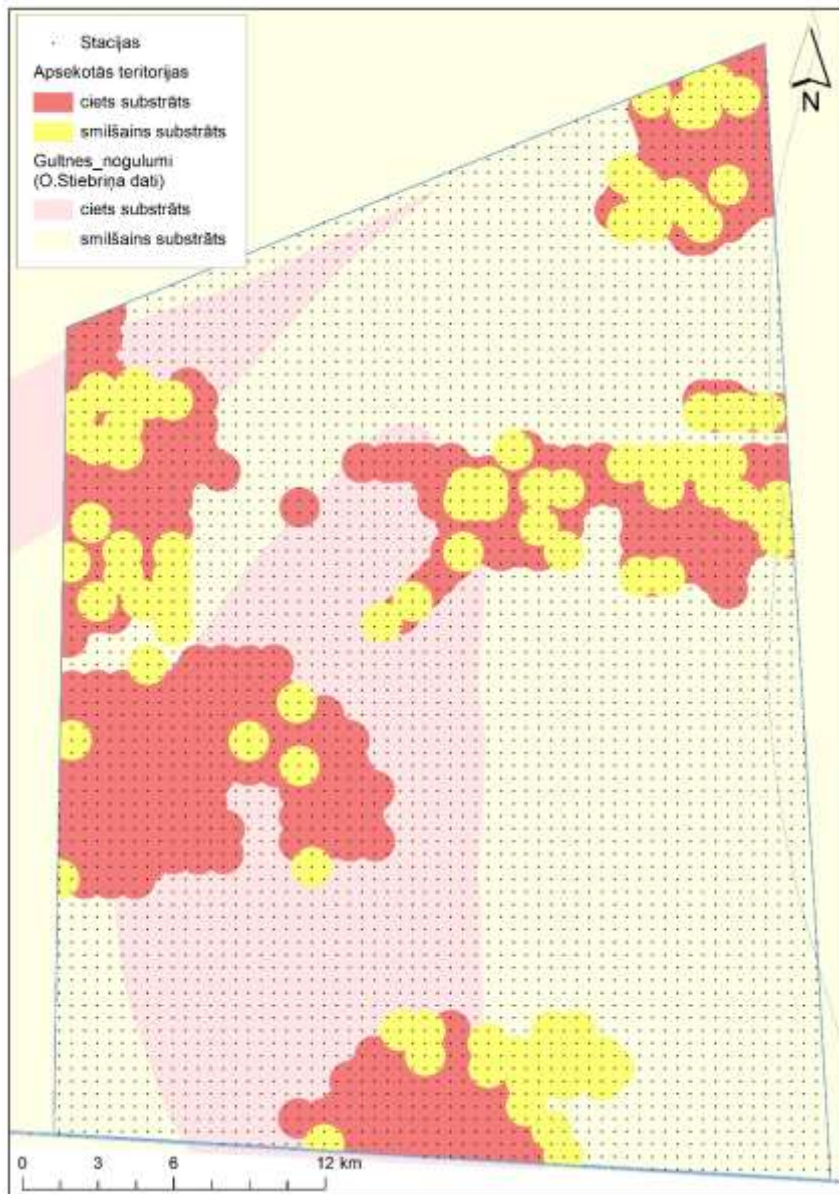 Stacijas
Apsekotās teritorijas
ciets substrāts
smilšains substrāts
Gultnes_nogulumi
(O.Stiebriņa dati)
ciets substrāts
smilšains substrāts
N
0 3 6 12 km